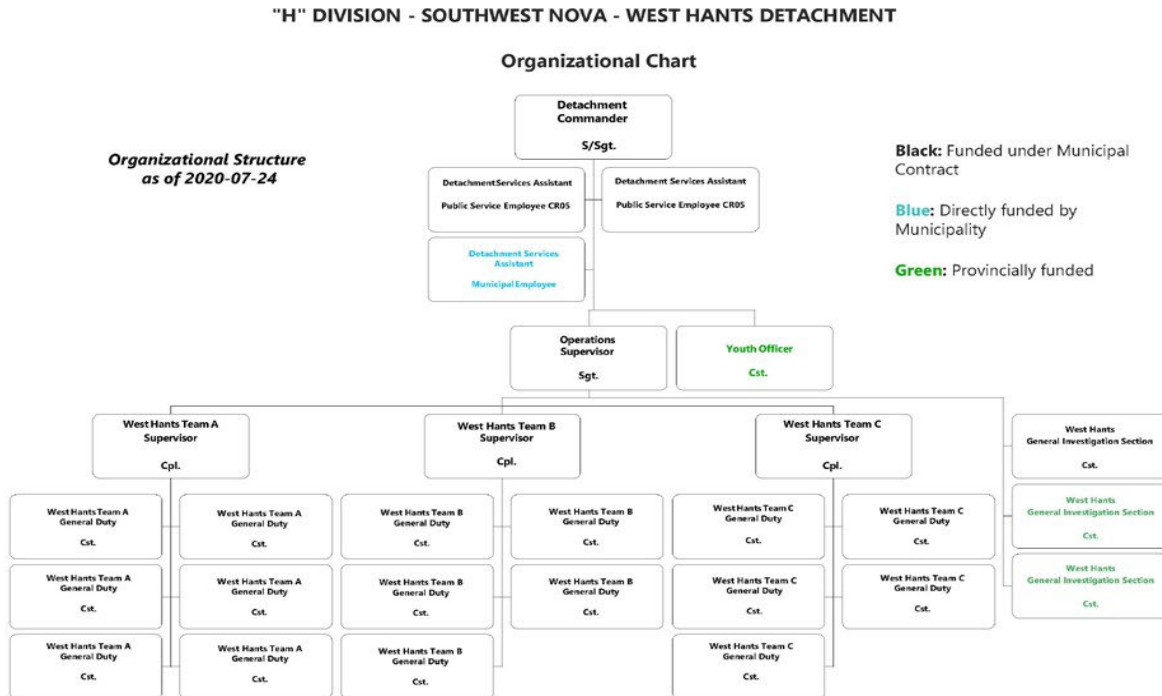 "H" DIVISION - SOUTHWEST NOVA - WEST HANTS DETACHMENT
Organizational Chart
Detachment
Commander
S/Sgt.
Organizational Structure
as of 2020-07-24
Black: Funded under Municipal
Contract
Blue: Directly funded by
Municipality
Green: Provincially funded
DetachmentServices Assistant
Public Service Employee CR05
Detachment Services Assistant
Public Service Employee CR05
Detachment Services
Assistant
Municipal Employee
Operations
Supervisor
Sgt.
Youth Officer
Cst.
West Hants Team A
Supervisor
Cpl.
West Hants Team B
Supervisor
Cpl.
West Hants Team C
Supervisor
Cpl.
West Hants
General Investigation Section
Cst.
West Hants Team A
General Duty
Cst.
West Hants Team A
General Duty
Cst.
West Hants Team B
General Duty
Cst.
West Hants Team B
General Duty
Cst.
West Hants Team C
General Duty
Cst.
West Hants Team C
General Duty
Cst.
West Hants
General Investigation Section
Cst.
West Hants Team A
General Duty
Cst.
West Hants Team A
General Duty
Cst.
West Hants Team B
General Duty
Cst.
West Hants Team B
General Duty
Cst.
West Hants Team C
General Duty
Cst.
West Hants Team C
General Duty
Cst.
West Hants
General Investigation Section
Cst.
West Hants Team A
General Duty
Cst.
West Hants Team A
General Duty
Cst.
West Hants Team B
General Duty
Cst.
West Hants Team C
General Duty
Cst.